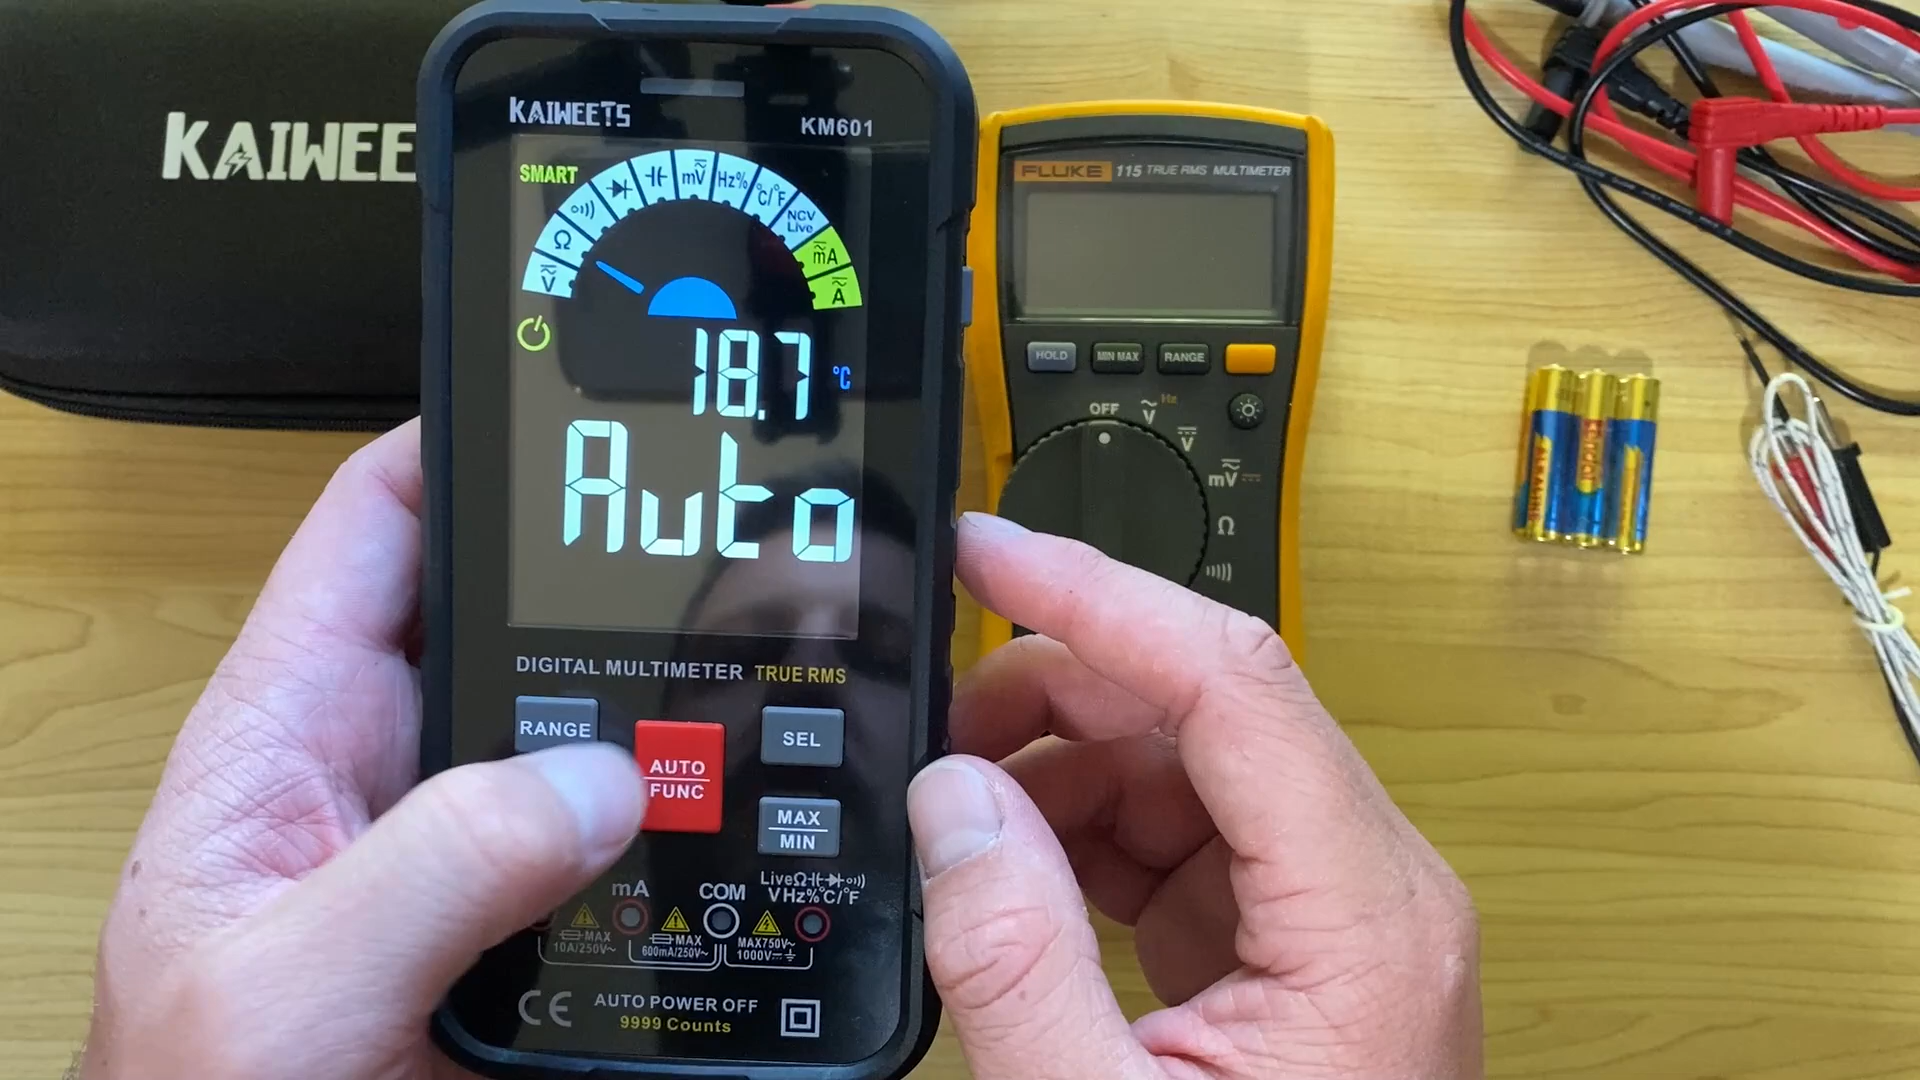 KAIWEE
KAIWEETS
KM601
SMART
V
Ω
mV
Hz%
°C/°F
NCV
Live
mA
A
18.7 °C
Auto
DIGITAL MULTIMETER TRUE RMS
RANGE
AUTO
FUNC
SEL
MAX
MIN
mA
COM
LiveΩ
VHz%°C/°F
MAX
10A/250V~
MAX
600mA/250V~
MAX750V~
1000V
CE
AUTO POWER OFF
9999 Counts
FLUKE 115 TRUE RMS MULTIMETER
HOLD
MIN MAX
RANGE
OFF
V Hz
V
mV
Ω